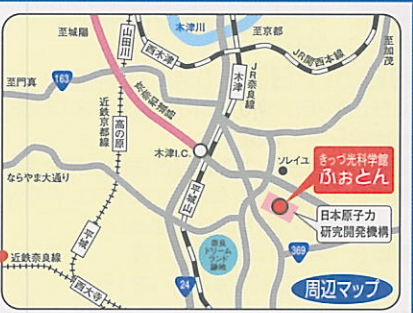 至城陽
木津川
至京都
山田川
西木津
JR関西本線
至加茂
木津
JR奈良線
至門真
163
京奈和道路
近鉄京都線
高の原
木津I.C.
ソレイユ
きっづ光科学館
ふぉとん
ならやま大通り
日本原子力
研究開発機構
平城山
平城
奈良
ドリーム
ランド
跡地
近鉄奈良線
369
西大寺
24
周辺マップ